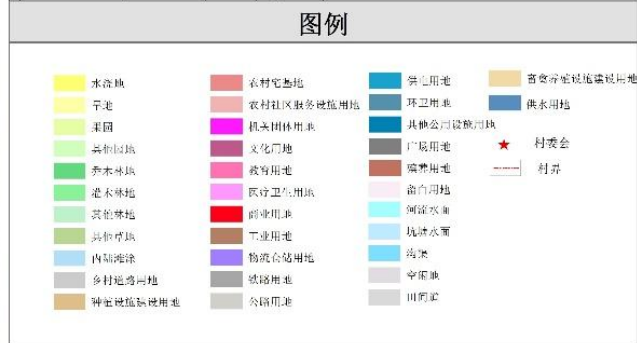 图例
水浇地
旱地
果园
其他园地
乔木林地
灌木林地
其他林地
其他草地
内陆滩涂
乡村道路用地
种植设施建设用地
农村宅基地
农村社区服务设施用地
机关团体用地
文化用地
教育用地
医疗卫生用地
商业用地
工业用地
物流仓储用地
铁路用地
公路用地
供电用地
环卫用地
其他公用设施用地
广场用地
殡葬用地
留白用地
河流水面
坑塘水面
沟渠
空闲地
田间道
畜禽养殖设施建设用地
供水用地
村委会
村界